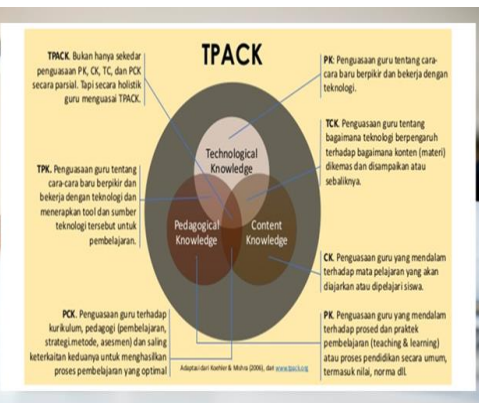 TPACK
TPACK. Bukan hanya sekedar
penguasaan PK, CK, TC, dan PCK
secara parsial. Tapi secara holistik
guru menguasai TPACK.
PK: Penguasaan guru tentang cara-
cara baru berpikir dan bekerja dengan
teknologi.
TCK. Penguasaan guru tentang
bagaimana teknologi berpengaruh
terhadap bagaimana konten (materi)
dikemas dan disampaikan atau
sebaliknya.
TPK. Penguasaan guru tentang
cara-cara baru berpikir dan
bekerja dengan teknologi dan
menerapkan tool dan sumber
teknologi tersebut untuk
pembelajaran.
Technological
Knowledge
Pedagogical
Knowledge
Content
Knowledge
CK. Penguasaan guru yang mendalam
terhadap mata pelajaran yang akan
diajarkan atau dipelajari siswa.
PCK. Penguasaan guru terhadap
kurikulum, pedagogi (pembelajaran,
strategi.metode, asesmen) dan saling
keterkaitan keduanya untuk menghasilkan
proses pembelajaran yang optimal
PK. Penguasaan guru yang mendalam
terhadap prosed dan praktek
pembelajaran (teaching & learning)
atau proses pendidikan secara umum,
termasuk nilai, norma dll.
Adaptasi dari Koehler & Mishra (2006), dari www.tpack.org